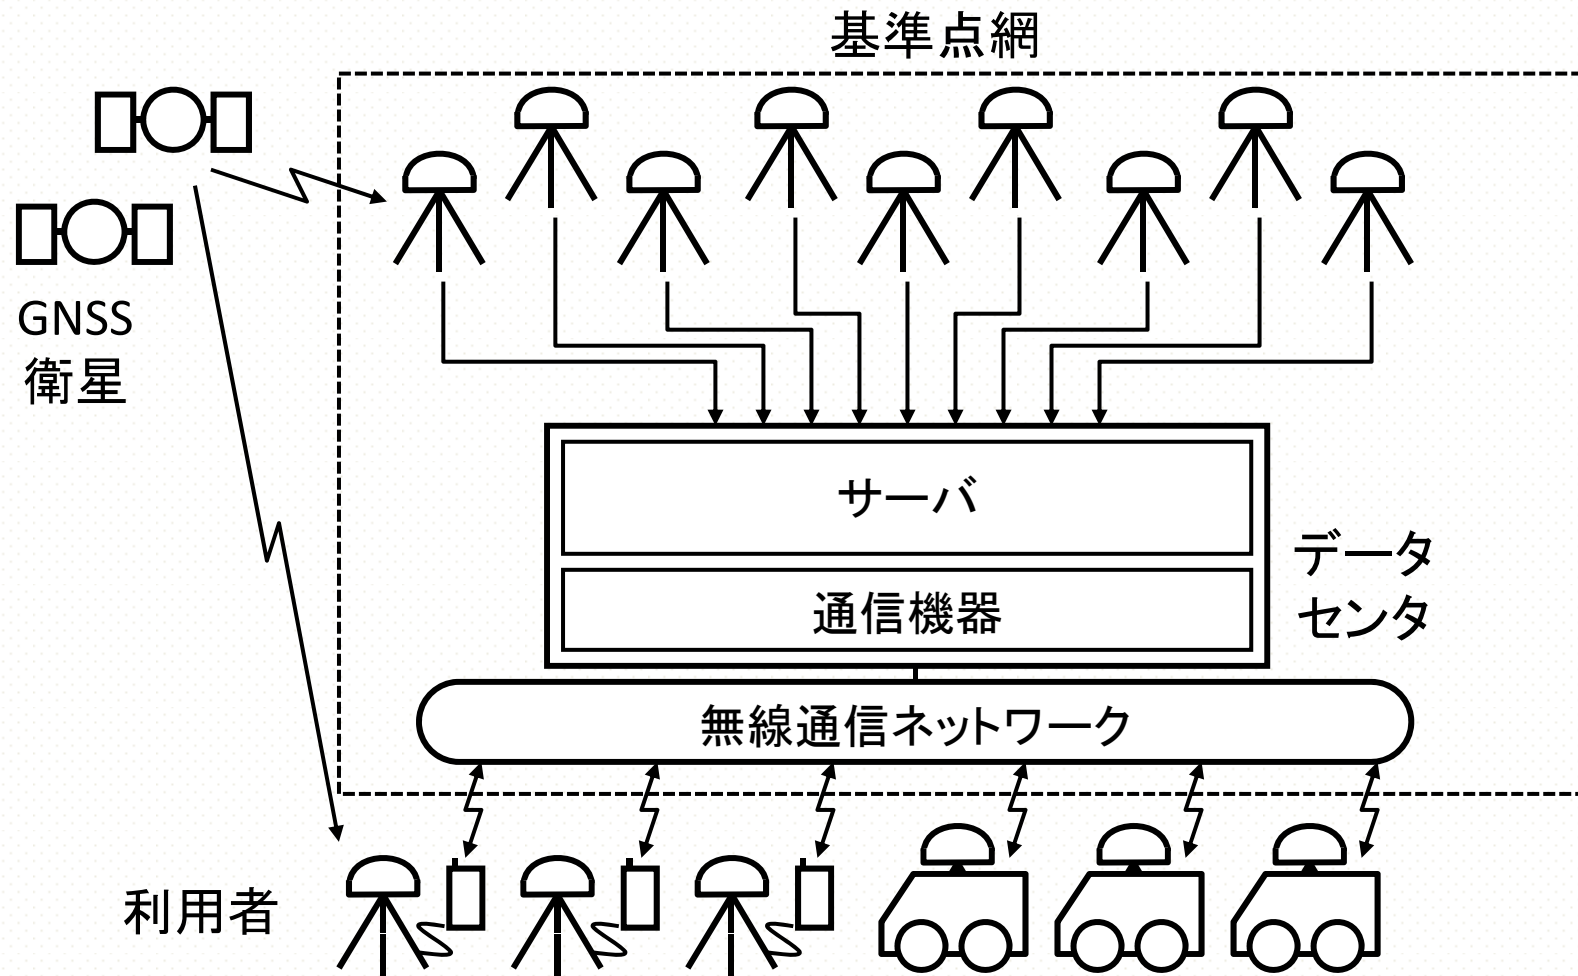 基準点網
GNSS
衛星
サーバ
通信機器
データ
センタ
無線通信ネットワーク
利用者